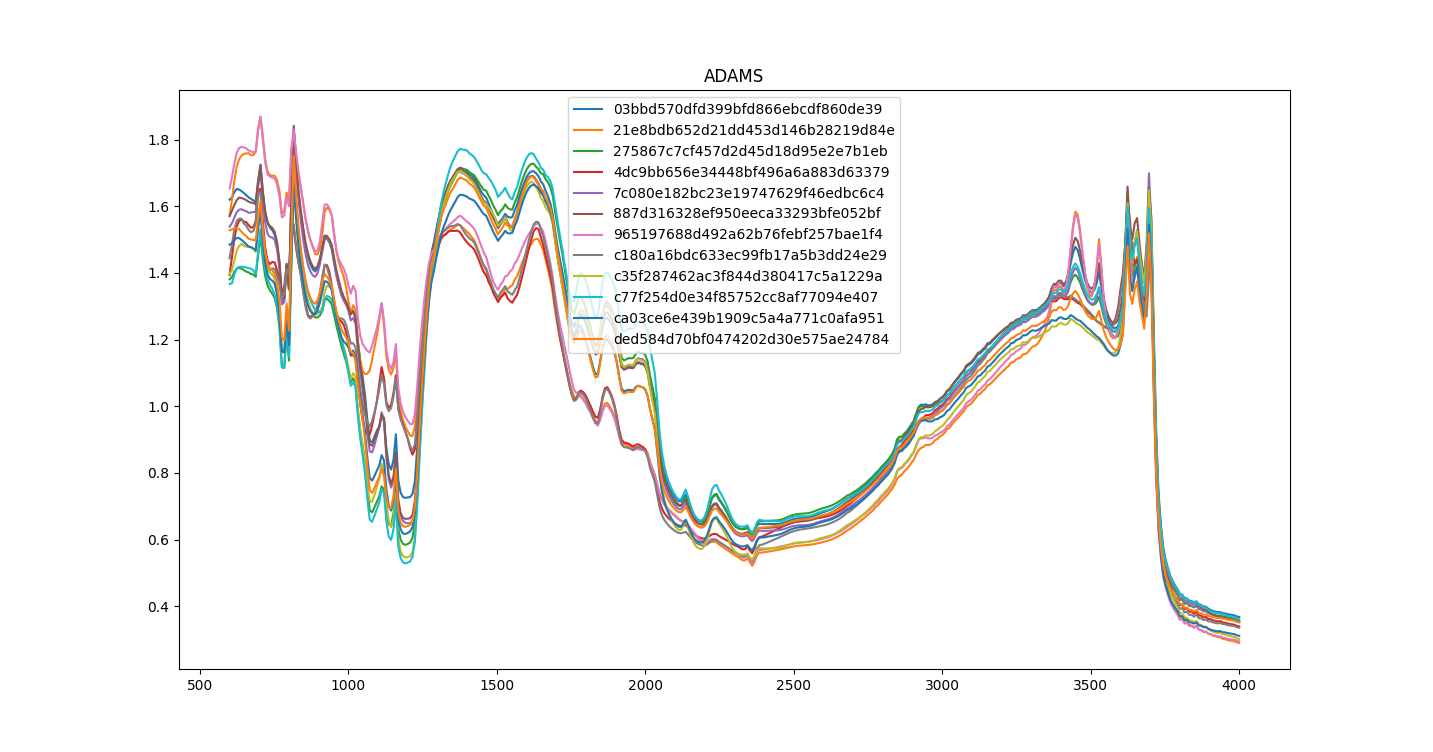 ADAMS
03bbd570dfd399bfd866ebcdf860de39
21e8bdb652d21dd453d146b28219d84e
275867c7cf457d2d45d18d95e2e7b1eb
4dc9bb656e34448bf496a6a883d63379
7c080e182bc23e19747629f46edbc6c4
887d316328ef950eeca33293bfe052bf
965197688d492a62b76febf257bae1f4
c180a16bdc633ec99fb17a5b3dd24e29
c35f287462ac3f844d380417c5a1229a
c77f254d0e34f85752cc8af77094e407
ca03ce6e439b1909c5a4a771c0afa951
ded584d70bf0474202d30e575ae24784
1.8
1.6
1.4
1.2
1.0
0.8
0.6
0.4
500 1000 1500 2000 2500 3000 3500 4000